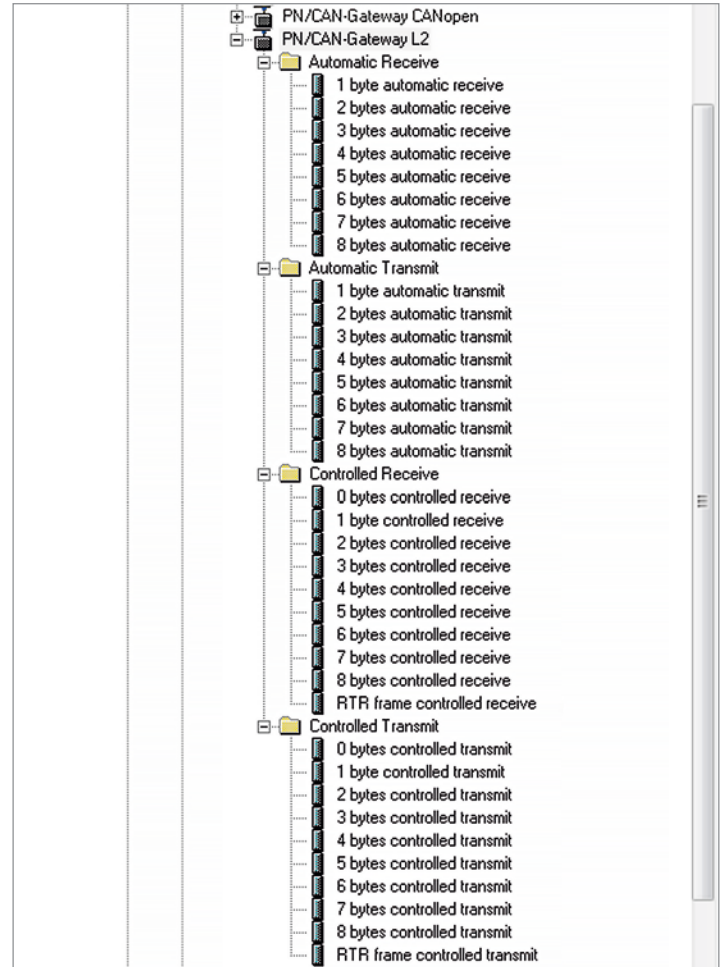 PN/CAN-Gateway CANopen
PN/CAN-Gateway L2
Automatic Receive
1 byte automatic receive
2 bytes automatic receive
3 bytes automatic receive
4 bytes automatic receive
5 bytes automatic receive
6 bytes automatic receive
7 bytes automatic receive
8 bytes automatic receive
Automatic Transmit
1 byte automatic transmit
2 bytes automatic transmit
3 bytes automatic transmit
4 bytes automatic transmit
5 bytes automatic transmit
6 bytes automatic transmit
7 bytes automatic transmit
8 bytes automatic transmit
Controlled Receive
0 bytes controlled receive
1 byte controlled receive
2 bytes controlled receive
3 bytes controlled receive
4 bytes controlled receive
5 bytes controlled receive
6 bytes controlled receive
7 bytes controlled receive
8 bytes controlled receive
RTR frame controlled receive
Controlled Transmit
0 bytes controlled transmit
1 byte controlled transmit
2 bytes controlled transmit
3 bytes controlled transmit
4 bytes controlled transmit
5 bytes controlled transmit
6 bytes controlled transmit
7 bytes controlled transmit
8 bytes controlled transmit
RTR frame controlled transmit